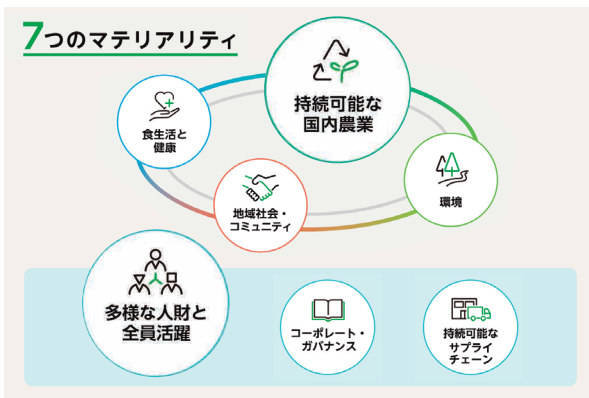 7つのマテリアリティ
持続可能な
国内農業
食生活と
健康
環境
地域社会・
コミュニティ
多様な人財と
全員活躍
コーポレート・
ガバナンス
持続可能な
サプライ
チェーン